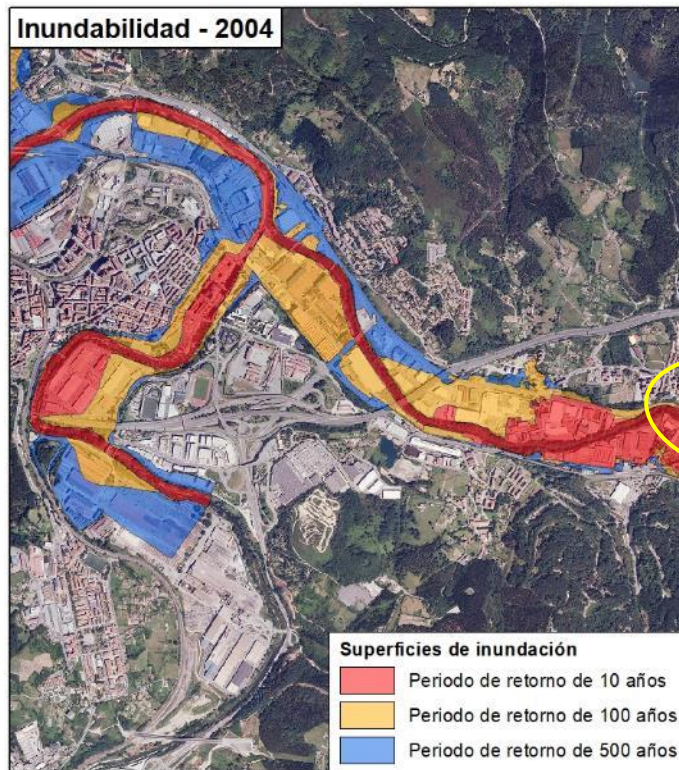 Inundabilidad - 2004
Superficies de inundación
Periodo de retorno de 10 años
Periodo de retorno de 100 años
Periodo de retorno de 500 años